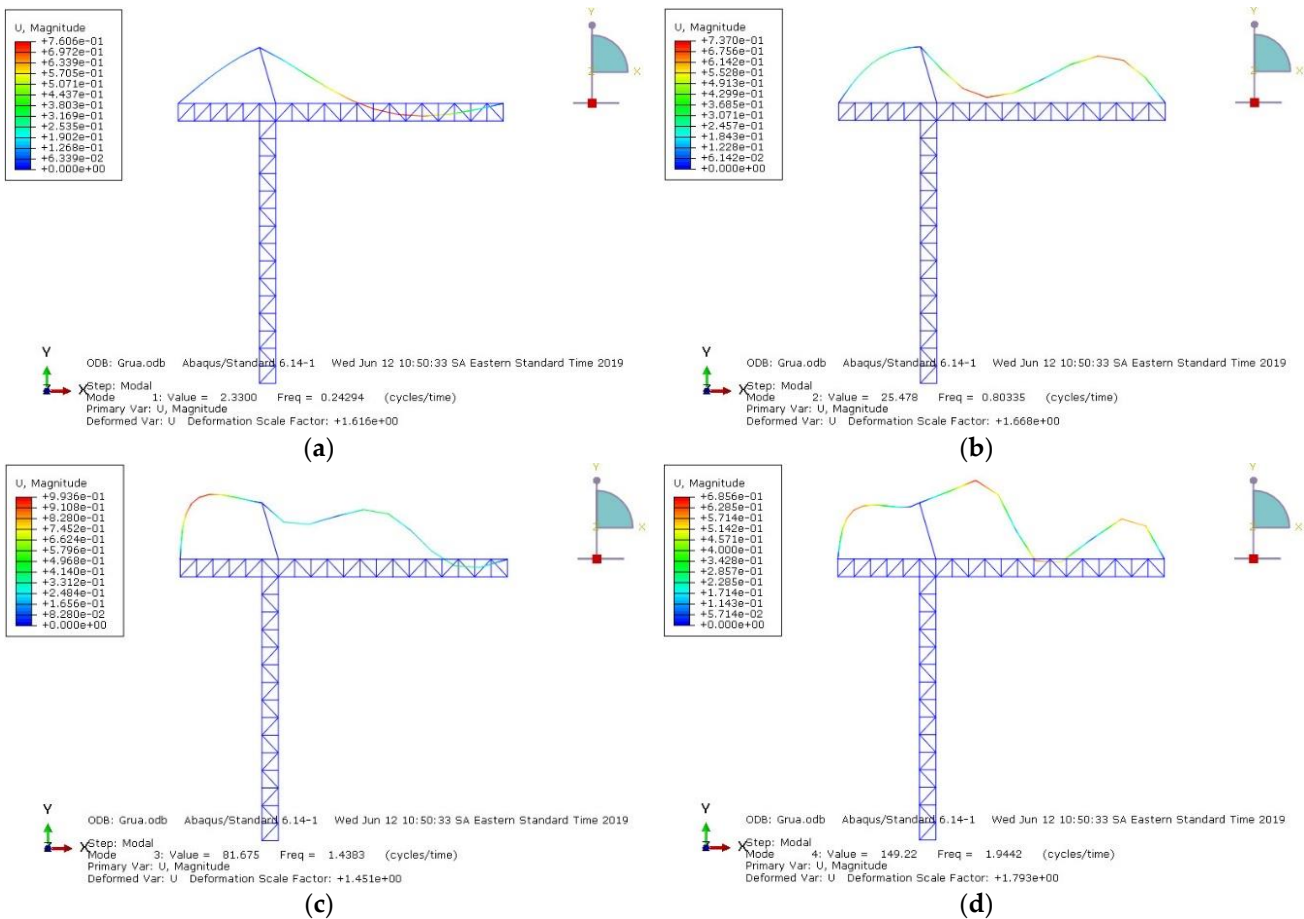 U, Magnitude
+7.606e-01
+6.972e-01
+6.339e-01
+5.705e-01
+5.071e-01
+4.437e-01
+3.803e-01
+3.169e-01
+2.535e-01
+1.902e-01
+1.268e-01
+6.339e-02
+0.000e+00
Y
Z
X
Y
Z X
ODB: Grua.odb Abaqus/Standard 6.14-1 Wed Jun 12 10:50:33 SA Eastern Standard Time 2019
Step: Modal
Mode 1: Value = 2.3300 Freq = 0.24294 (cycles/time)
Primary Var: U, Magnitude
Deformed Var: U Deformation Scale Factor: +1.616e+00
(a)
U, Magnitude
+7.370e-01
+6.756e-01
+6.142e-01
+5.528e-01
+4.913e-01
+4.299e-01
+3.685e-01
+3.071e-01
+2.457e-01
+1.843e-01
+1.228e-01
+6.142e-02
+0.000e+00
Y
Z
X
Y
Z X
ODB: Grua.odb Abaqus/Standard 6.14-1 Wed Jun 12 10:50:33 SA Eastern Standard Time 2019
Step: Modal
Mode 2: Value = 25.478 Freq = 0.80335 (cycles/time)
Primary Var: U, Magnitude
Deformed Var: U Deformation Scale Factor: +1.668e+00
(b)
U, Magnitude
+9.936e-01
+9.108e-01
+8.280e-01
+7.452e-01
+6.624e-01
+5.796e-01
+4.968e-01
+4.140e-01
+3.312e-01
+2.484e-01
+1.656e-01
+8.280e-02
+0.000e+00
Y
Z
X
Y
Z X
ODB: Grua.odb Abaqus/Standard 6.14-1 Wed Jun 12 10:50:33 SA Eastern Standard Time 2019
Step: Modal
Mode 3: Value = 81.675 Freq = 1.4383 (cycles/time)
Primary Var: U, Magnitude
Deformed Var: U Deformation Scale Factor: +1.451e+00
(c)
U, Magnitude
+6.856e-01
+6.285e-01
+5.714e-01
+5.142e-01
+4.571e-01
+4.000e-01
+3.428e-01
+2.857e-01
+2.285e-01
+1.714e-01
+1.143e-01
+5.714e-02
+0.000e+00
Y
Z
X
Y
Z X
ODB: Grua.odb Abaqus/Standard 6.14-1 Wed Jun 12 10:50:33 SA Eastern Standard Time 2019
Step: Modal
Mode 4: Value = 149.22 Freq = 1.9442 (cycles/time)
Primary Var: U, Magnitude
Deformed Var: U Deformation Scale Factor: +1.793e+00
(d)